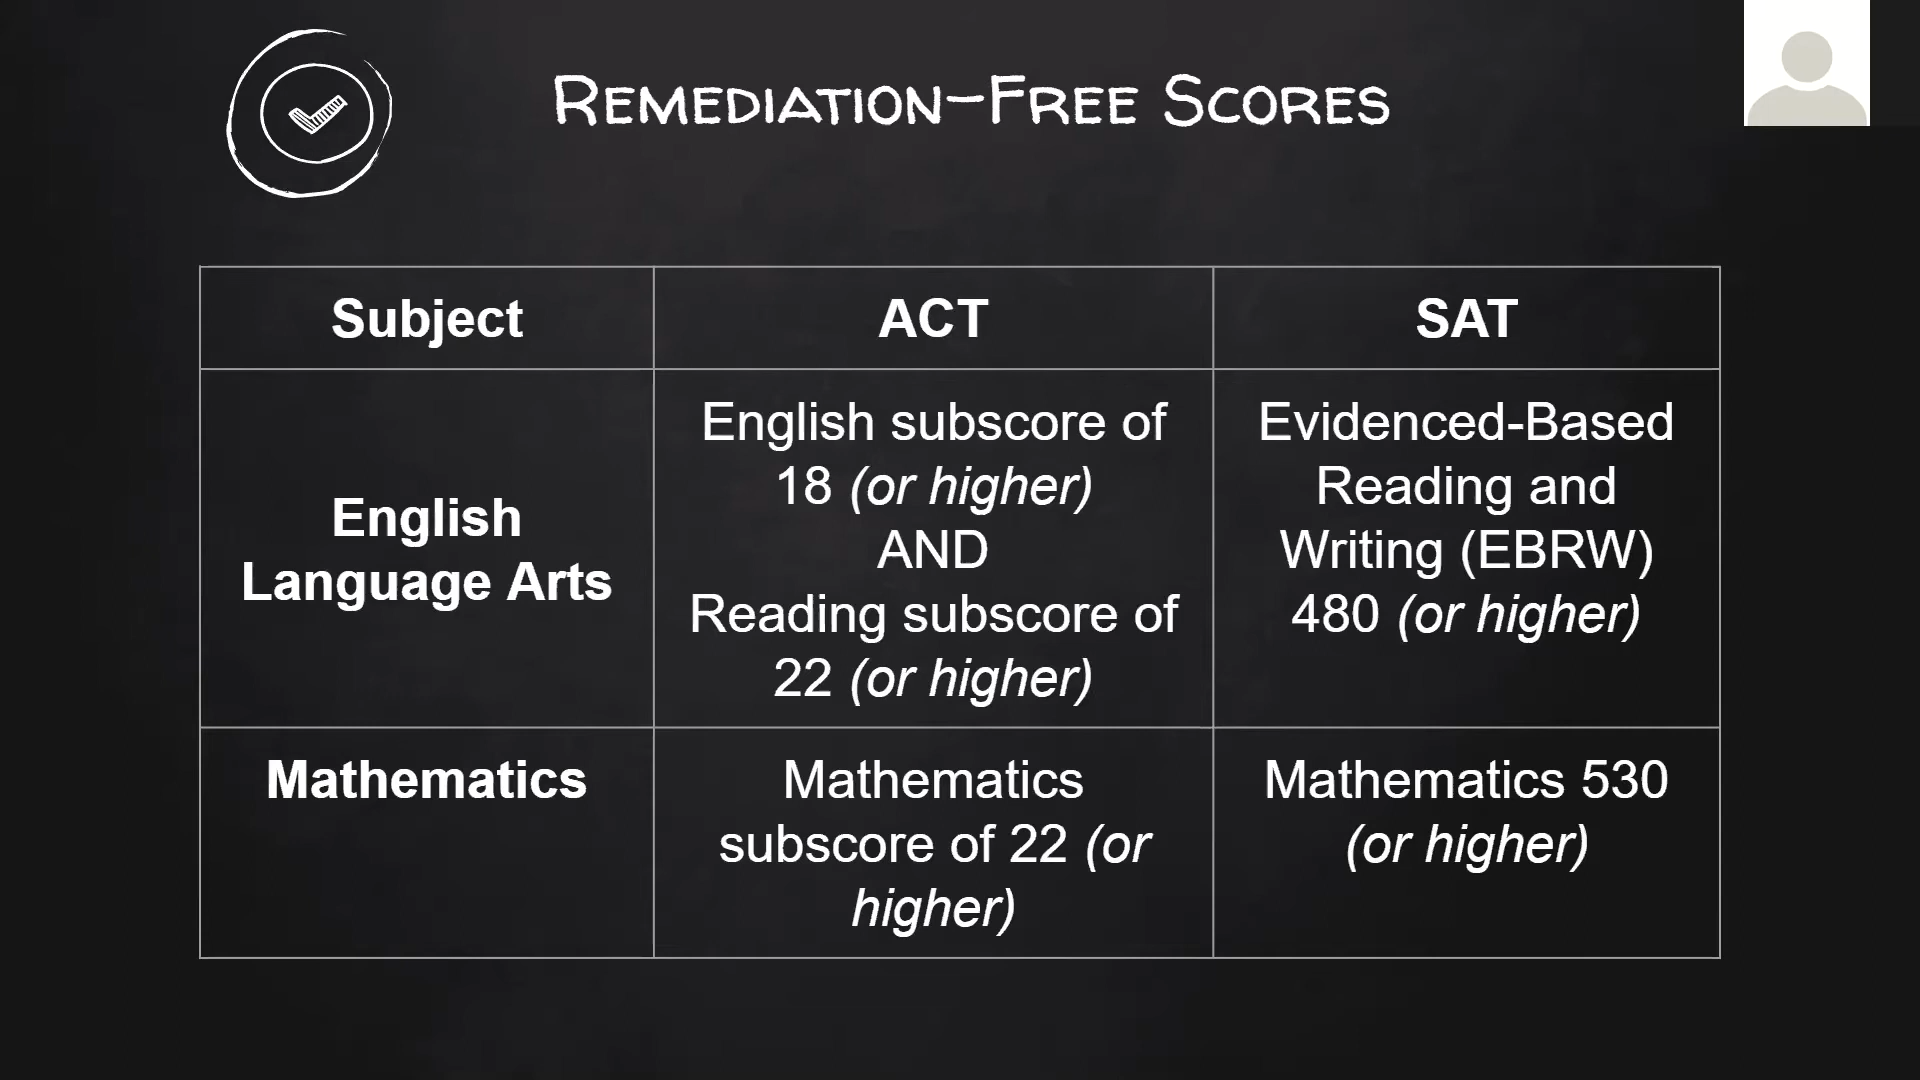 Remediation-Free Scores
Subject
ACT
SAT
English
Language Arts
English subscore of
18 (or higher)
AND
Reading subscore of
22 (or higher)
Evidenced-Based
Reading and
Writing (EBRW)
480 (or higher)
Mathematics
Mathematics
subscore of 22 (or
higher)
Mathematics 530
(or higher)